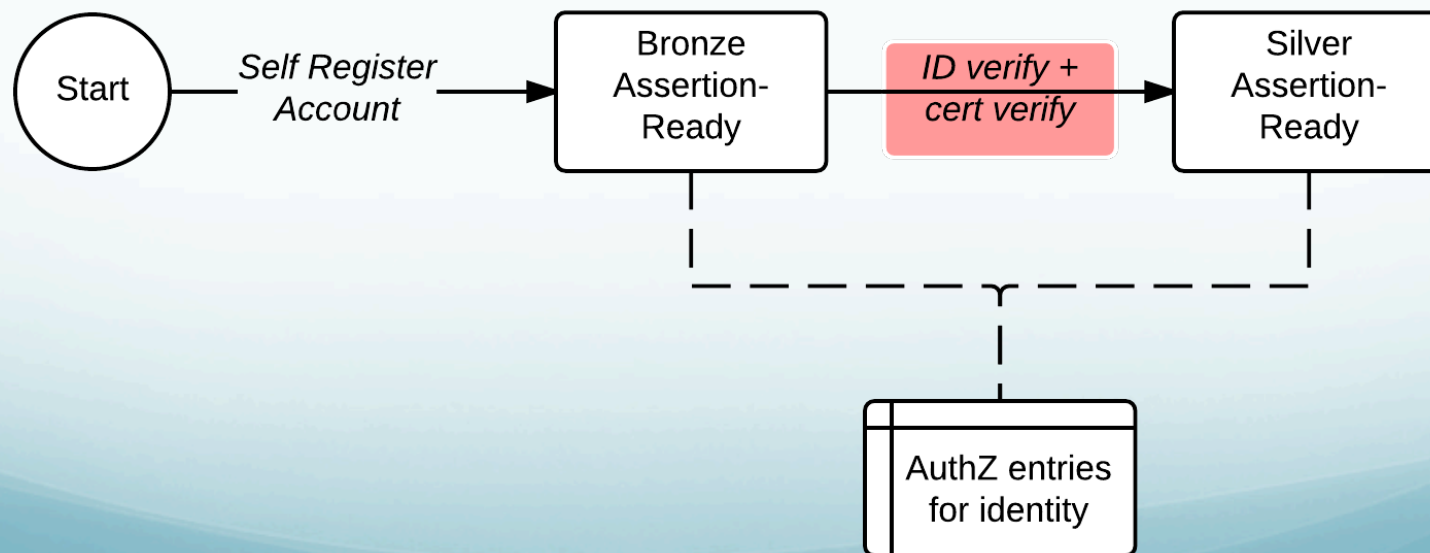 Start
Self Register
Account
Bronze
Assertion-
Ready
ID verify +
cert verify
Silver
Assertion-
Ready
AuthZ entries
for identity